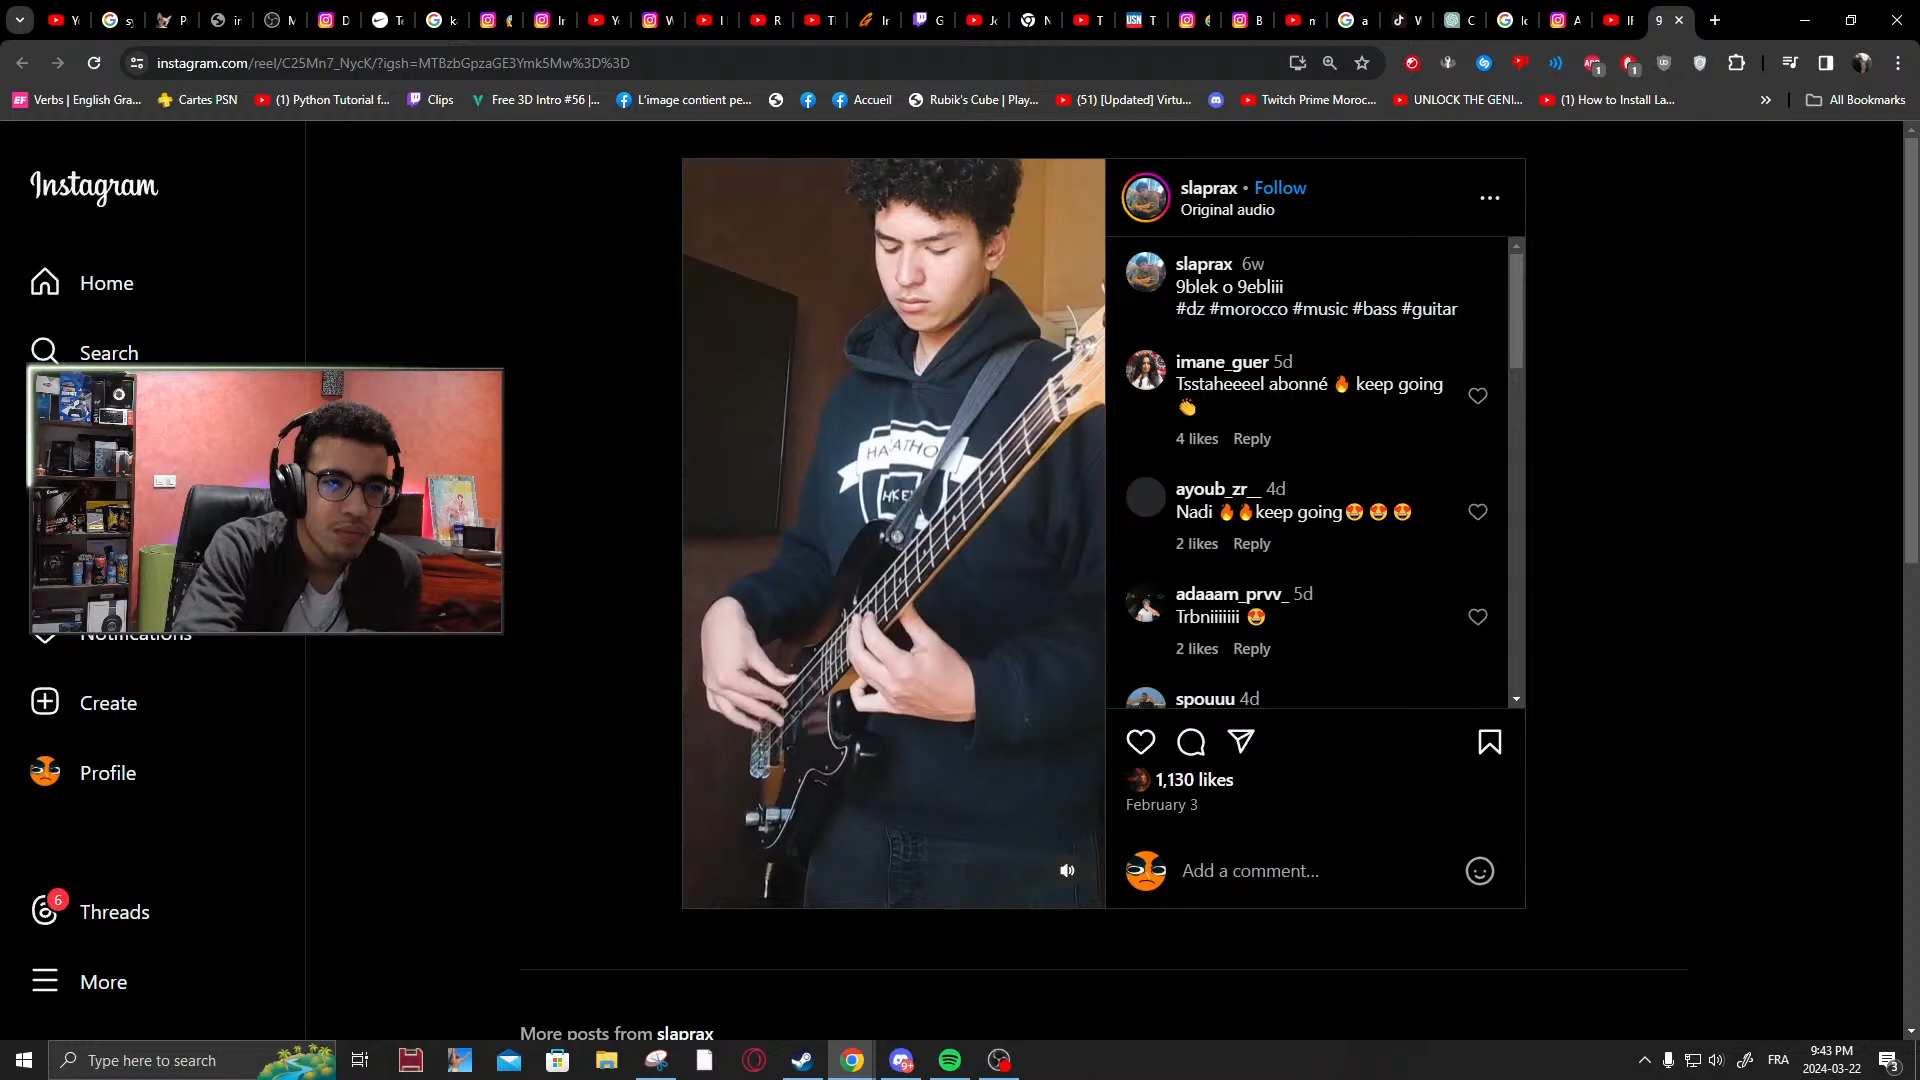 instagram.com/reel/C25Mn7_NycK/?igsh=MTBzbGpzaGE3Ymk5Mw%3D%3D
Verbs | English Gra...
Cartes PSN
(1) Python Tutorial f...
Clips
Free 3D Intro #56 |...
L'image contient pe...
Accueil
Rubik's Cube | Play...
(51) [Updated] Virtu...
Twitch Prime Moroc...
UNLOCK THE GENI...
(1) How to Install La...
All Bookmarks
Instagram
Home
Search
Notifications
Create
Profile
6
Threads
More
slaprax • Follow
Original audio
slaprax 6w
9blek o 9ebliii
#dz #morocco #music #bass #guitar
imane_guer 5d
Tsstaheeeel abonné 🔥 keep going
👏
4 likes Reply
ayoub_zr__ 4d
Nadi 🔥🔥keep going😍 😍 😍
2 likes Reply
adaaam_prvv_ 5d
Trbniiiiiii 😍
2 likes Reply
spouuu 4d
1,130 likes
February 3
Add a comment...
More posts from slaprax
Type here to search
FRA
9:43 PM
2024-03-22
3